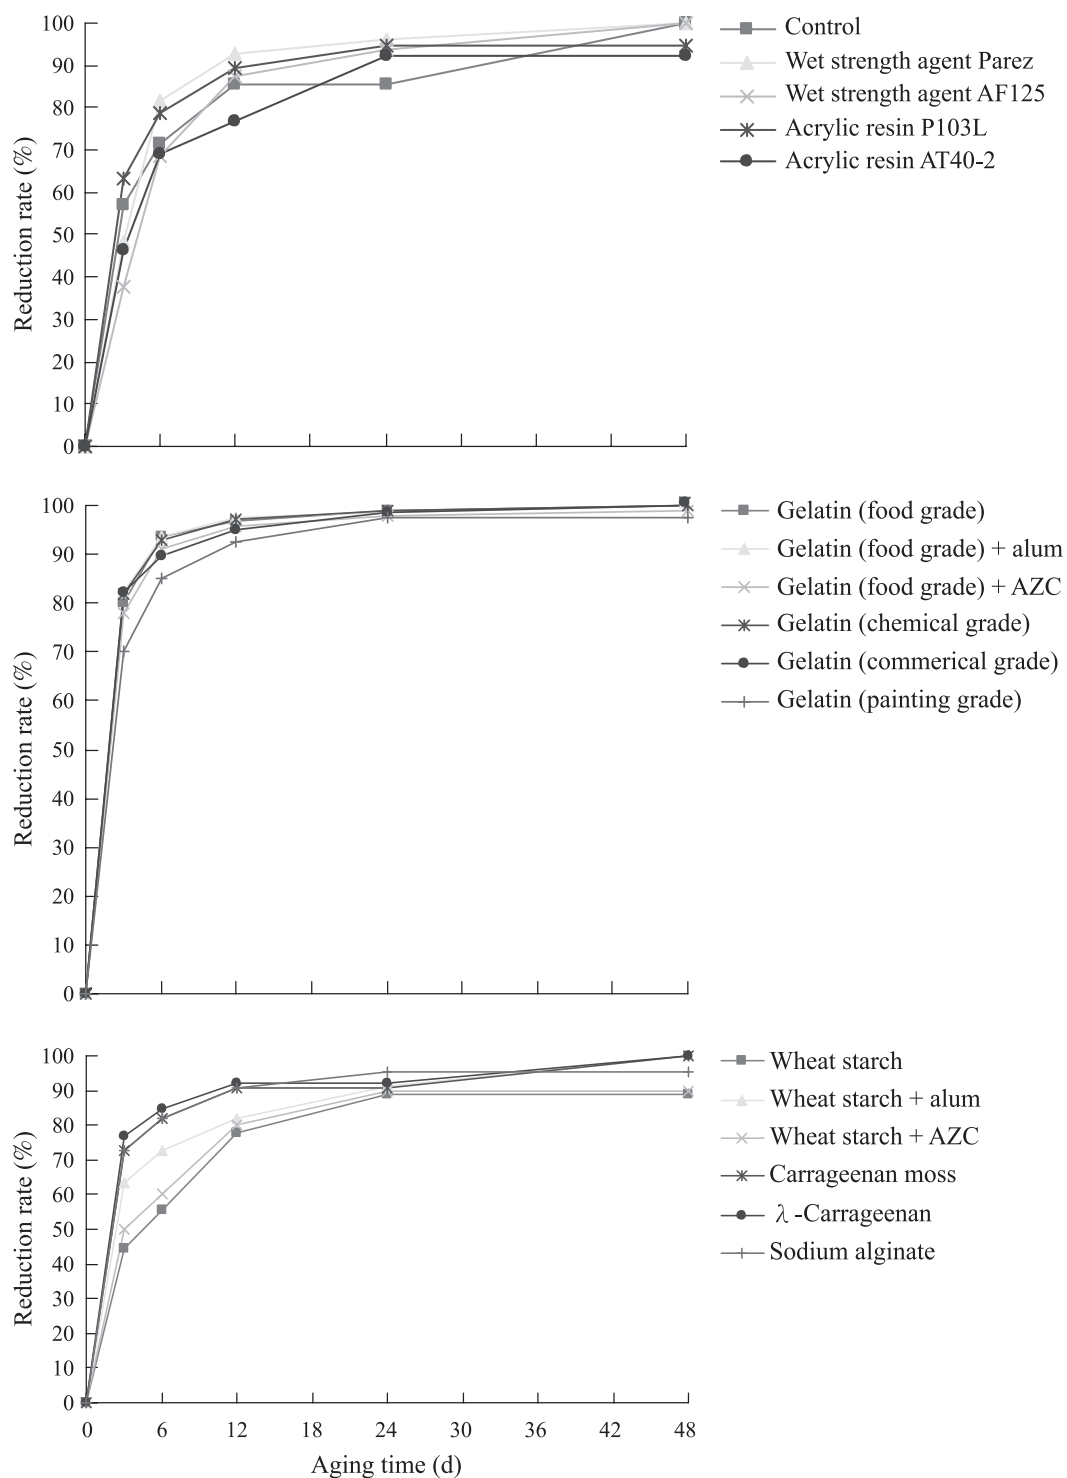 100
90
80
70
60
50
40
30
20
10
0
Reduction rate (%)
Control
Wet strength agent Parez
Wet strength agent AF125
Acrylic resin P103L
Acrylic resin AT40-2
100
90
80
70
60
50
40
30
20
10
0
Reduction rate (%)
Gelatin (food grade)
Gelatin (food grade) + alum
Gelatin (food grade) + AZC
Gelatin (chemical grade)
Gelatin (commerical grade)
Gelatin (painting grade)
100
90
80
70
60
50
40
30
20
10
0
Reduction rate (%)
Wheat starch
Wheat starch + alum
Wheat starch + AZC
Carrageenan moss
λ -Carrageenan
Sodium alginate
0 6 12 18 24 30 36 42 48
Aging time (d)